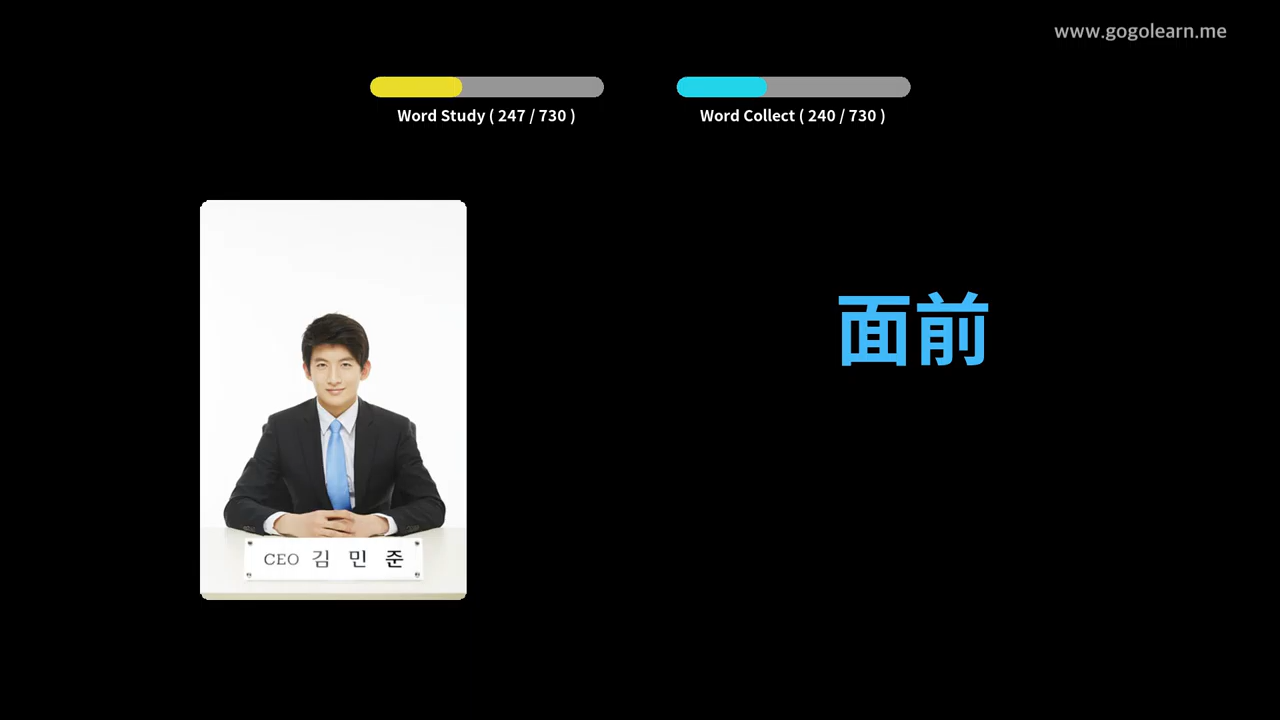 www.gogolearn.me
Word Study ( 247 / 730 )
Word Collect ( 240 / 730 )
面前
CEO 김 민 준